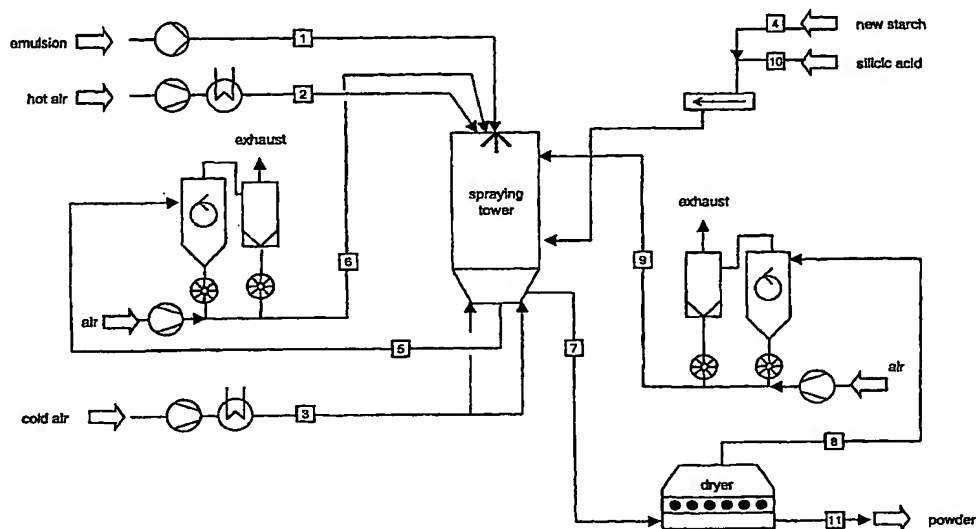 emulsion
1
4
new starch
10
silicic acid
hot air
2
exhaust
spraying
tower
exhaust
6
9
air
5
7
air
cold air
3
8
dryer
11
powder